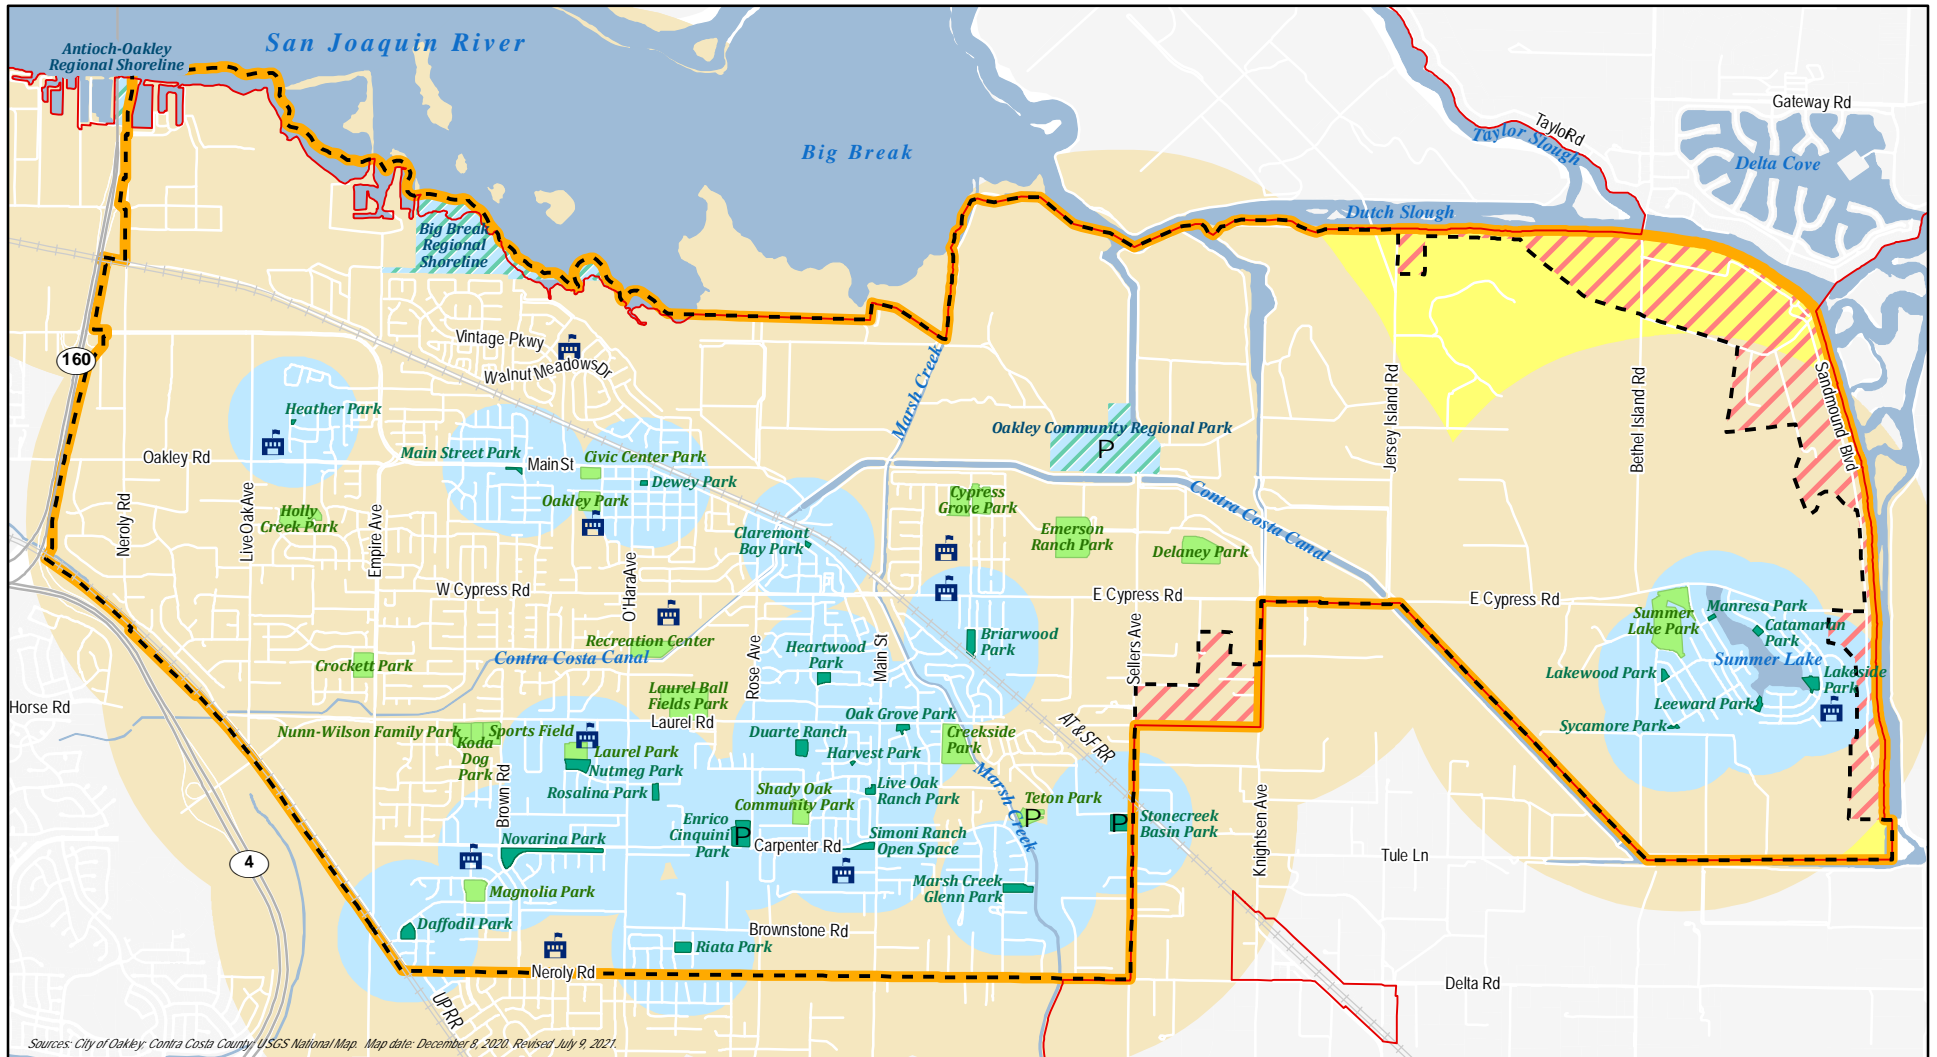 San Joaquin River
Antioch-Oakley
Regional Shoreline
Big Break
Gateway Rd
Taylor Rd
Taylor Slough
Delta Cove
Dutch Slough
Big Break
Regional
Shoreline
160
Vintage Pkwy
Walnut Meadows Dr
Marsh Creek
Jersey Island Rd
Bethel Island Rd
Sandmound Blvd
Heather Park
Oakley Rd
Main Street Park
Main St
Civic Center Park
Dewey Park
Oakley Park
Oakley Community Regional Park
P
Contra Costa Canal
Neroly Rd
Live Oak Ave
Holly
Creek Park
Empire Ave
O'Hara Ave
Claremont
Bay Park
Cypress
Grove Park
Emerson
Ranch Park
Delaney Park
W Cypress Rd
E Cypress Rd
E Cypress Rd
Summer
Lake Park
Manresa Park
Catamaran
Park
Summer Lake
Lakewood Park
Lakeside
Park
Leeward Park
Sycamore Park
Recreation Center
Contra Costa Canal
Crockett Park
Rose Ave
Heartwood
Park
Main St
Briarwood
Park
Sellers Ave
Horse Rd
Laurel Ball
Fields Park
Laurel Rd
Nunn-Wilson Family Park
Koda
Dog
Park
Sports Field
Laurel Park
Nutmeg Park
Rosalina Park
Brown Rd
Duarte Ranch
Oak Grove Park
Harvest Park
Creekside
Park
AT & SF RR
Marsh Creek
Live Oak
Ranch Park
Shady Oak
Community Park
Teton Park
P
Enrico
Cinquini
Park
P
Carpenter Rd
Simoni Ranch
Open Space
P
Stonecreek
Basin Park
Knightsen Ave
Tule Ln
4
Novarina Park
Magnolia Park
Marsh Creek
Glenn Park
Daffodil Park
Riata Park
Brownstone Rd
Neroly Rd
Delta Rd
UP RR
Sources: City of Oakley; Contra Costa County; USGS National Map. Map date: December 8, 2020. Revised July 9, 2021.